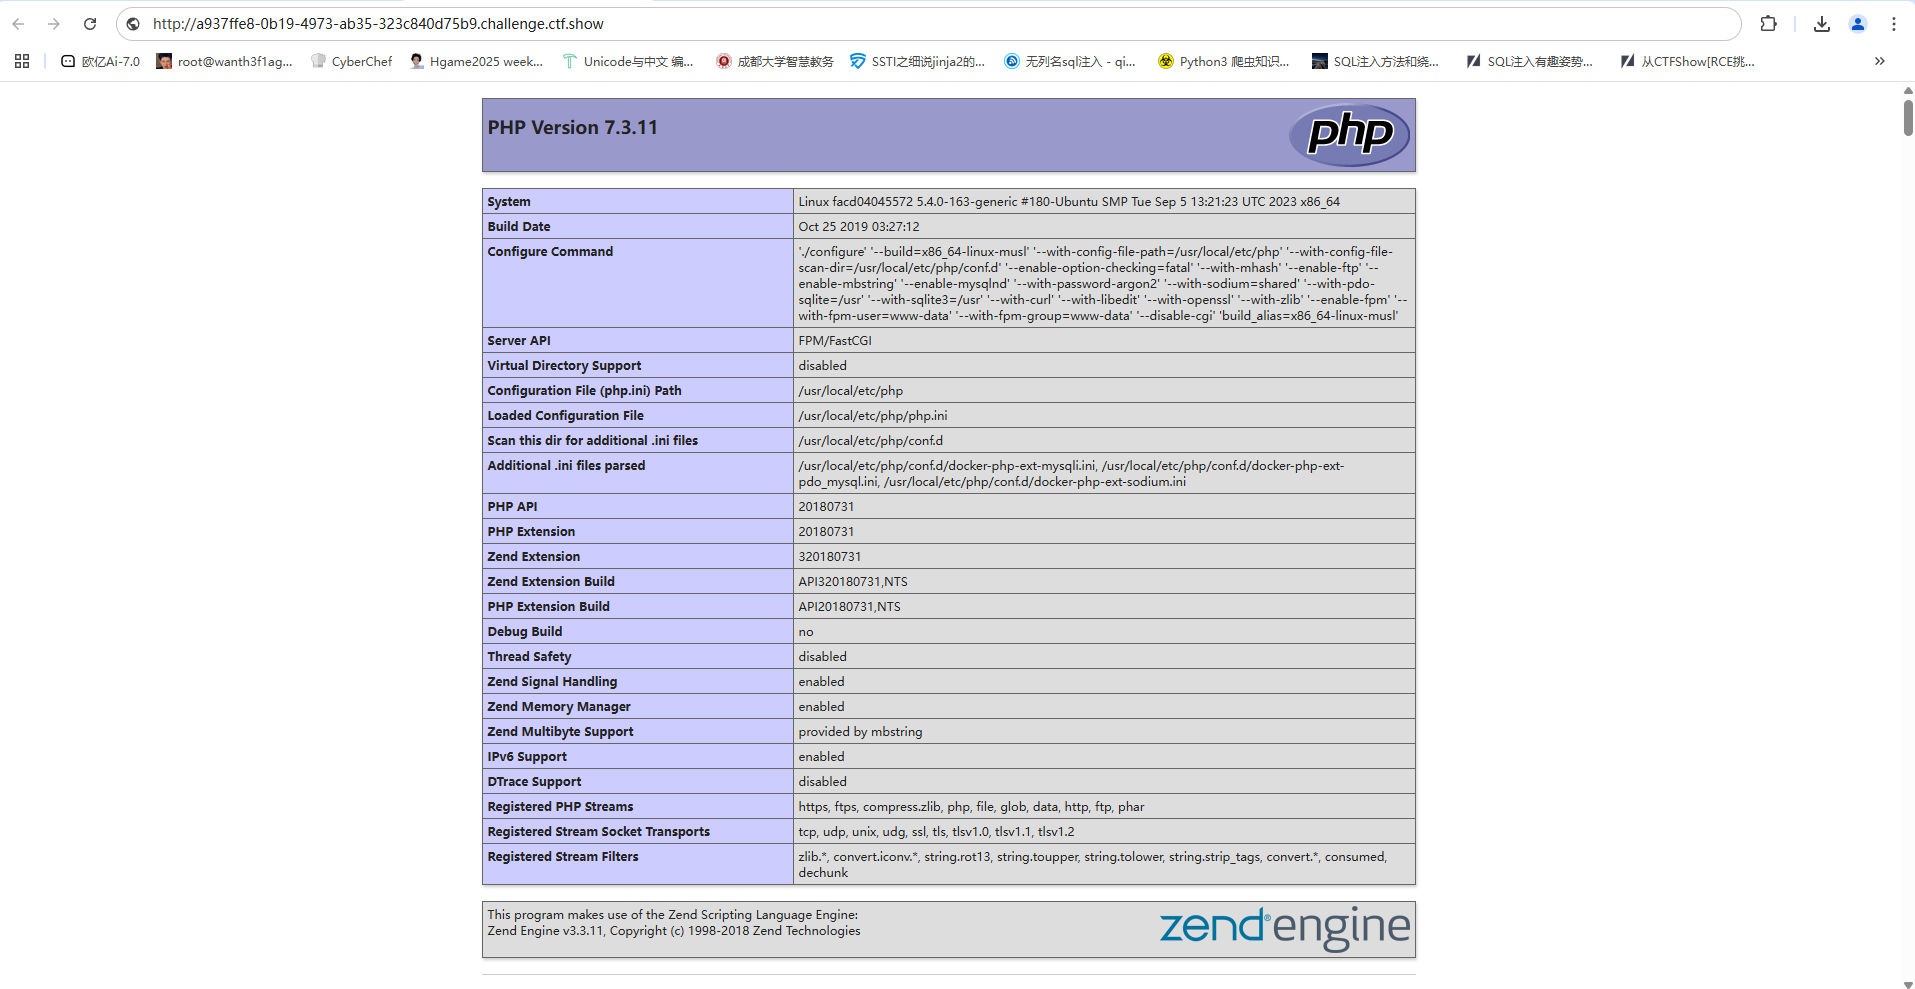 http://a937ffe8-0b19-4973-ab35-323c840d75b9.challenge.ctf.show
欧亿Ai-7.0
root@wanth3f1ag...
CyberChef
Hgame2025 week...
Unicode与中文 编...
成都大学智慧教务
SSTI之细说jinja2的...
无列名sql注入 - qi...
Python3 爬虫知识...
SQL注入方法和绕...
SQL注入有趣姿势...
从CTFShow[RCE挑...
PHP Version 7.3.11
php
System Linux facd04045572 5.4.0-163-generic #180-Ubuntu SMP Tue Sep 5 13:21:23 UTC 2023 x86_64
Build Date Oct 25 2019 03:27:12
Configure Command './configure' '--build=x86_64-linux-musl' '--with-config-file-path=/usr/local/etc/php' '--with-config-file-
scan-dir=/usr/local/etc/php/conf.d' '--enable-option-checking=fatal' '--with-mhash' '--enable-ftp' '--
enable-mbstring' '--enable-mysqlnd' '--with-password-argon2' '--with-sodium=shared' '--with-pdo-
sqlite=/usr' '--with-sqlite3=/usr' '--with-curl' '--with-libedit' '--with-openssl' '--with-zlib' '--enable-fpm' '--
with-fpm-user=www-data' '--with-fpm-group=www-data' '--disable-cgi' 'build_alias=x86_64-linux-musl'
Server API FPM/FastCGI
Virtual Directory Support disabled
Configuration File (php.ini) Path /usr/local/etc/php
Loaded Configuration File /usr/local/etc/php/php.ini
Scan this dir for additional .ini files /usr/local/etc/php/conf.d
Additional .ini files parsed /usr/local/etc/php/conf.d/docker-php-ext-mysqli.ini, /usr/local/etc/php/conf.d/docker-php-ext-
pdo_mysql.ini, /usr/local/etc/php/conf.d/docker-php-ext-sodium.ini
PHP API 20180731
PHP Extension 20180731
Zend Extension 320180731
Zend Extension Build API320180731,NTS
PHP Extension Build API20180731,NTS
Debug Build no
Thread Safety disabled
Zend Signal Handling enabled
Zend Memory Manager enabled
Zend Multibyte Support provided by mbstring
IPv6 Support enabled
DTrace Support disabled
Registered PHP Streams https, ftps, compress.zlib, php, file, glob, data, http, ftp, phar
Registered Stream Socket Transports tcp, udp, unix, udg, ssl, tls, tlsv1.0, tlsv1.1, tlsv1.2
Registered Stream Filters zlib.*, convert.iconv.*, string.rot13, string.toupper, string.tolower, string.strip_tags, convert.*, consumed,
dechunk
This program makes use of the Zend Scripting Language Engine:
Zend Engine v3.3.11, Copyright (c) 1998-2018 Zend Technologies
zend® engine